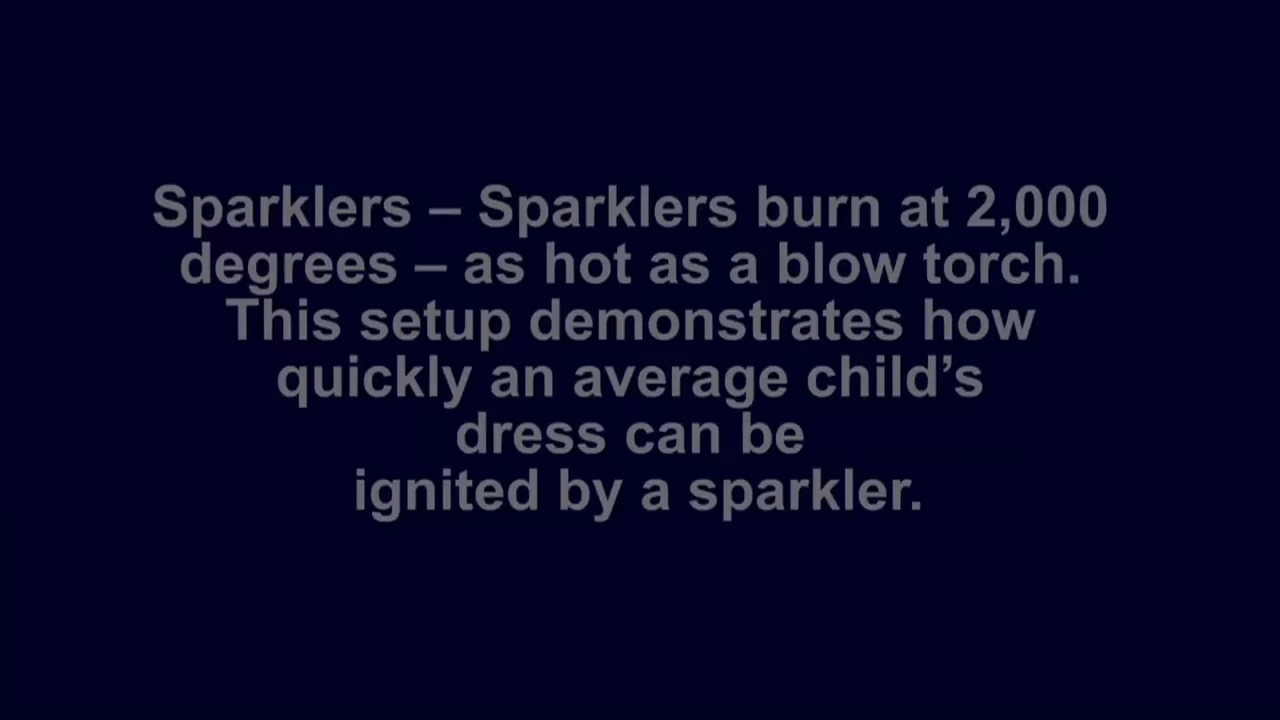 Sparklers – Sparklers burn at 2,000
degrees – as hot as a blow torch.
This setup demonstrates how
quickly an average child’s
dress can be
ignited by a sparkler.